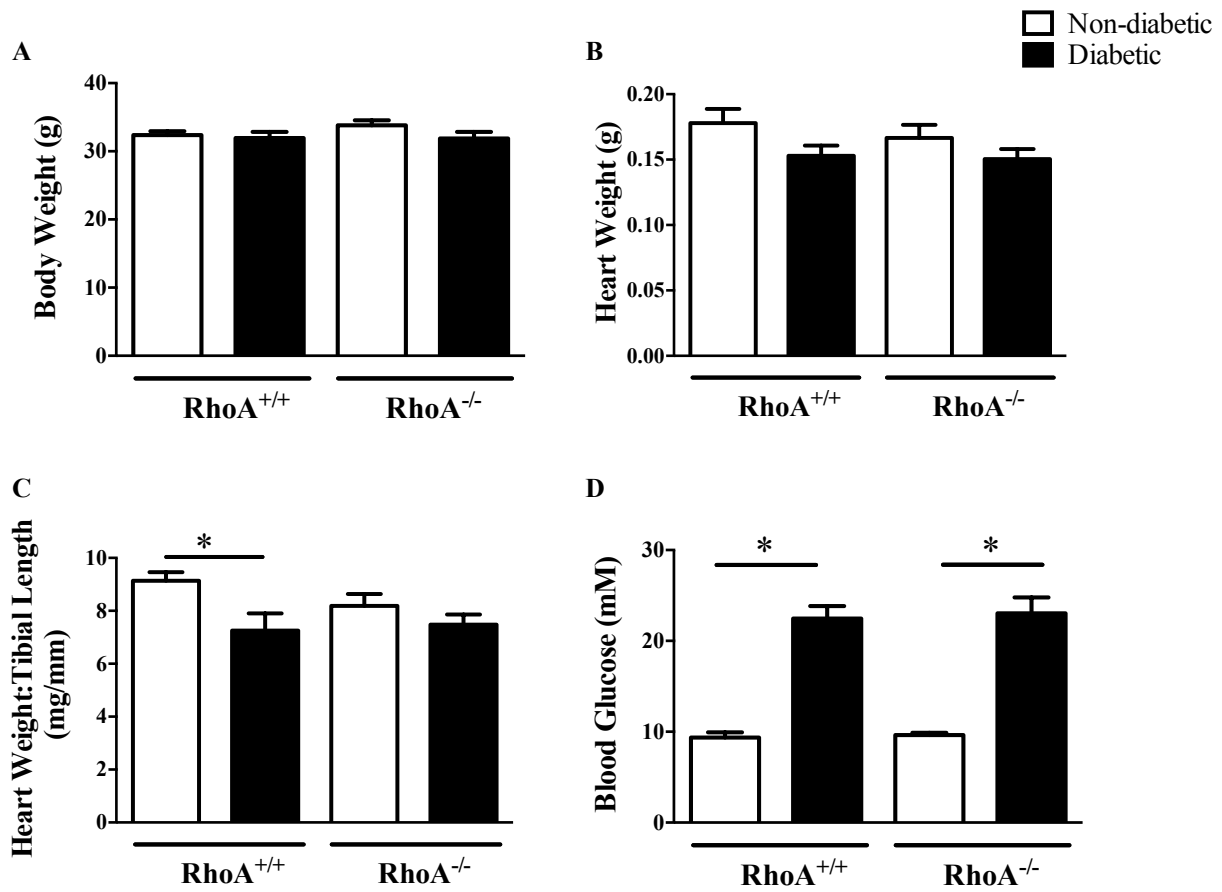 Non-diabetic
Diabetic
A
Body Weight (g)
40
30
20
10
0
RhoA+/+
RhoA-/-
B
Heart Weight (g)
0.20
0.15
0.10
0.05
0.00
RhoA+/+
RhoA-/-
C
Heart Weight:Tibial Length
(mg/mm)
10
8
6
4
2
0
*
RhoA+/+
RhoA-/-
D
Blood Glucose (mM)
30
20
10
0
*
*
RhoA+/+
RhoA-/-